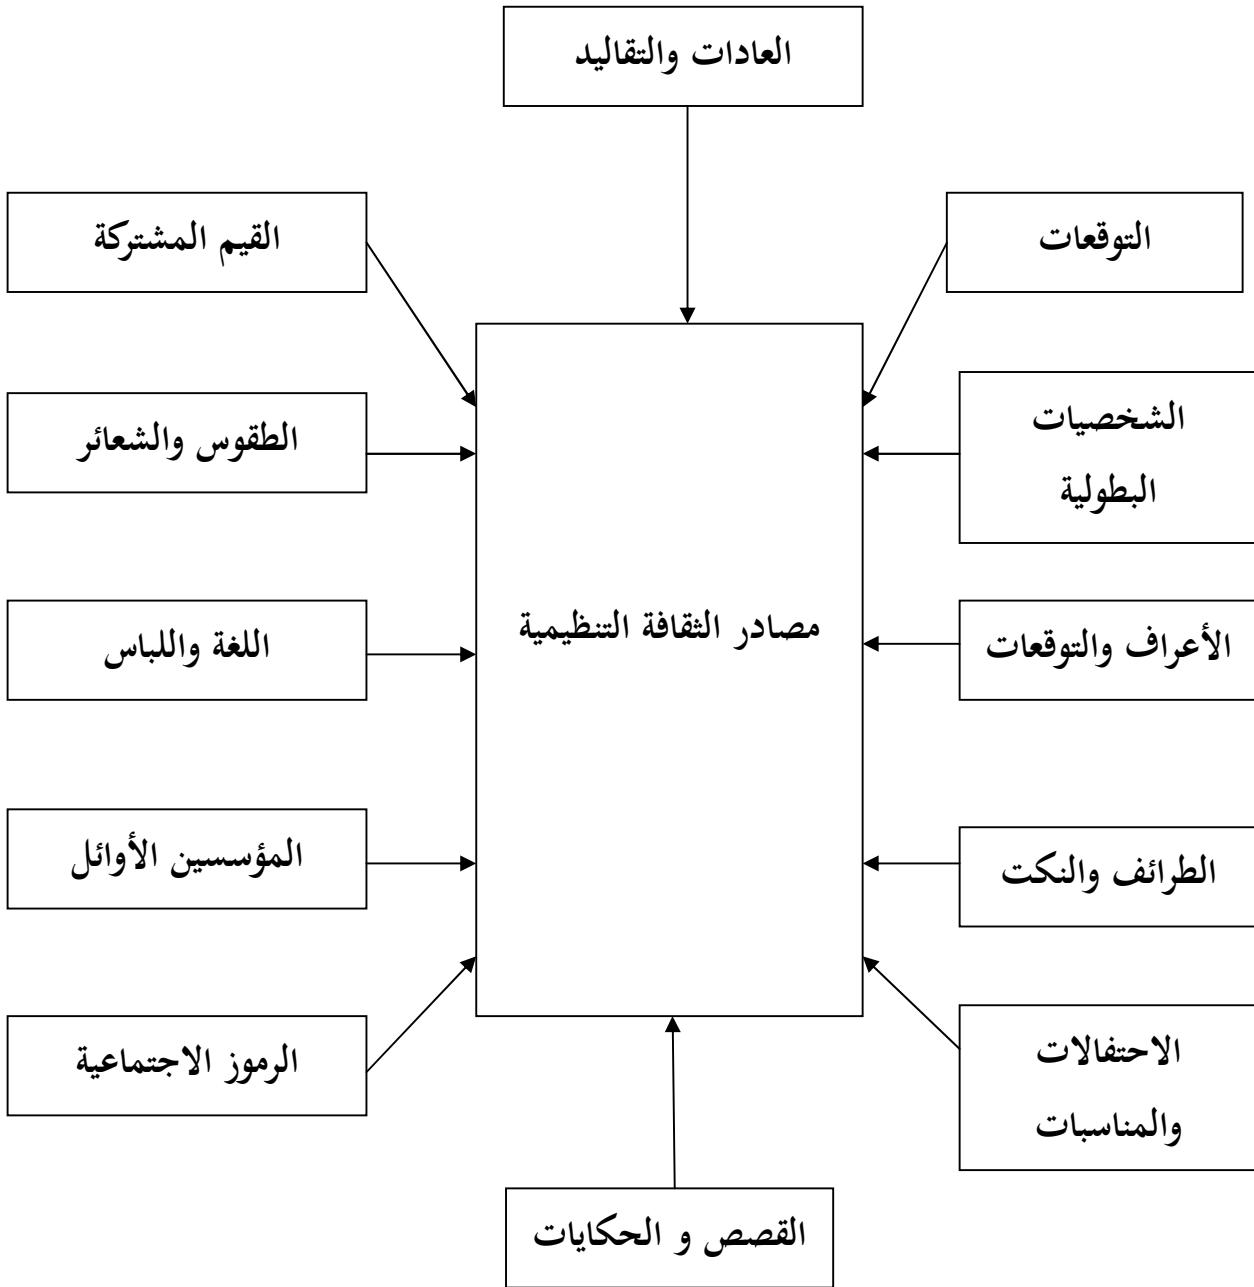 العادات والتقاليد
التوقعات
القيم المشتركة
الشخصيات
البطولية
الطقوس والشعائر
مصادر الثقافة التنظيمية
الأعراف والتوقعات
اللغة واللباس
الطرائف والنكت
المؤسسين الأوائل
الاحتفالات
والمناسبات
الرموز الاجتماعية
القصص و الحكايات